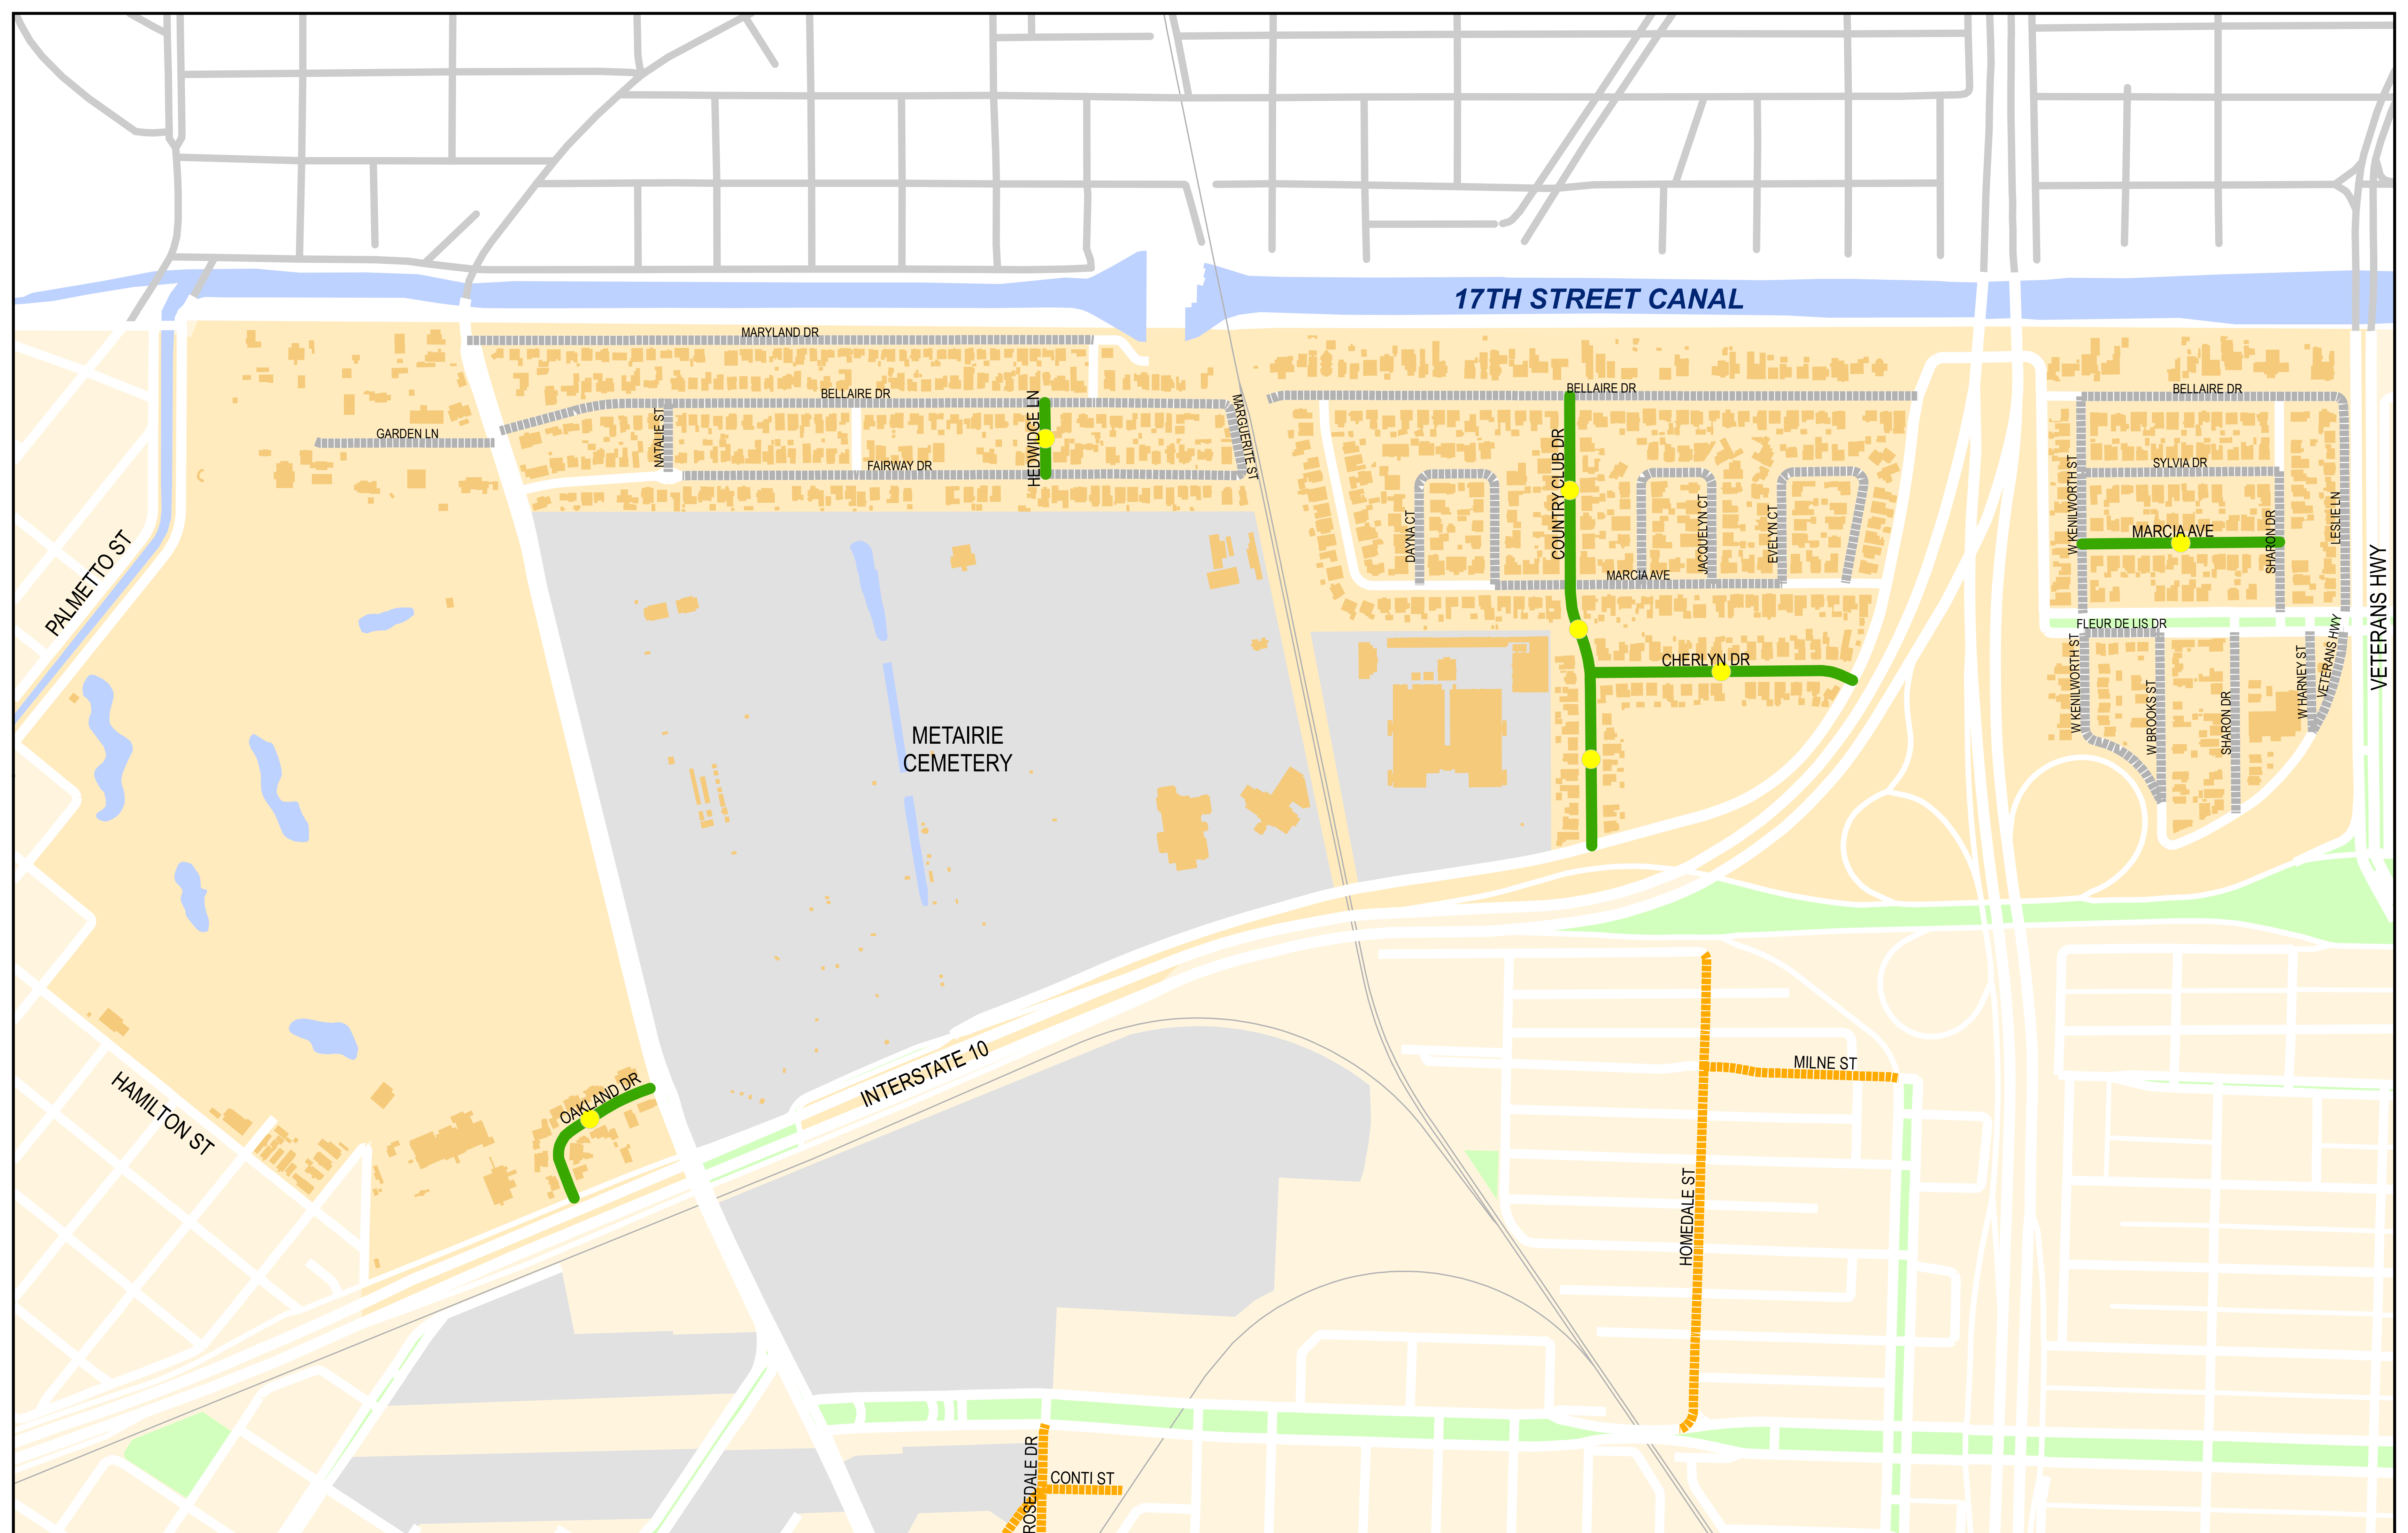 17TH STREET CANAL
MARYLAND DR
BELLAIRE DR
BELLAIRE DR
BELLAIRE DR
HEDWIDGE LN
MARGUERITE ST
NATALIE ST
GARDEN LN
FAIRWAY DR
COUNTRY CLUB DR
DAYNA CT
JACQUELYN CT
EVELYN CT
MARCIA AVE
W KENILWORTH ST
SYLVIA DR
MARCIA AVE
SHARON DR
LESLIE LN
VETERANS HWY
PALMETTO ST
FLEUR DE LIS DR
W KENILWORTH ST
W BROOKS ST
SHARON DR
W HARNEY ST
VETERANS HWY
CHERLYN DR
METAIRIE
CEMETERY
INTERSTATE 10
OAKLAND DR
HAMILTON ST
MILNE ST
HOMEDALE ST
ROSEDALE DR
CONTI ST